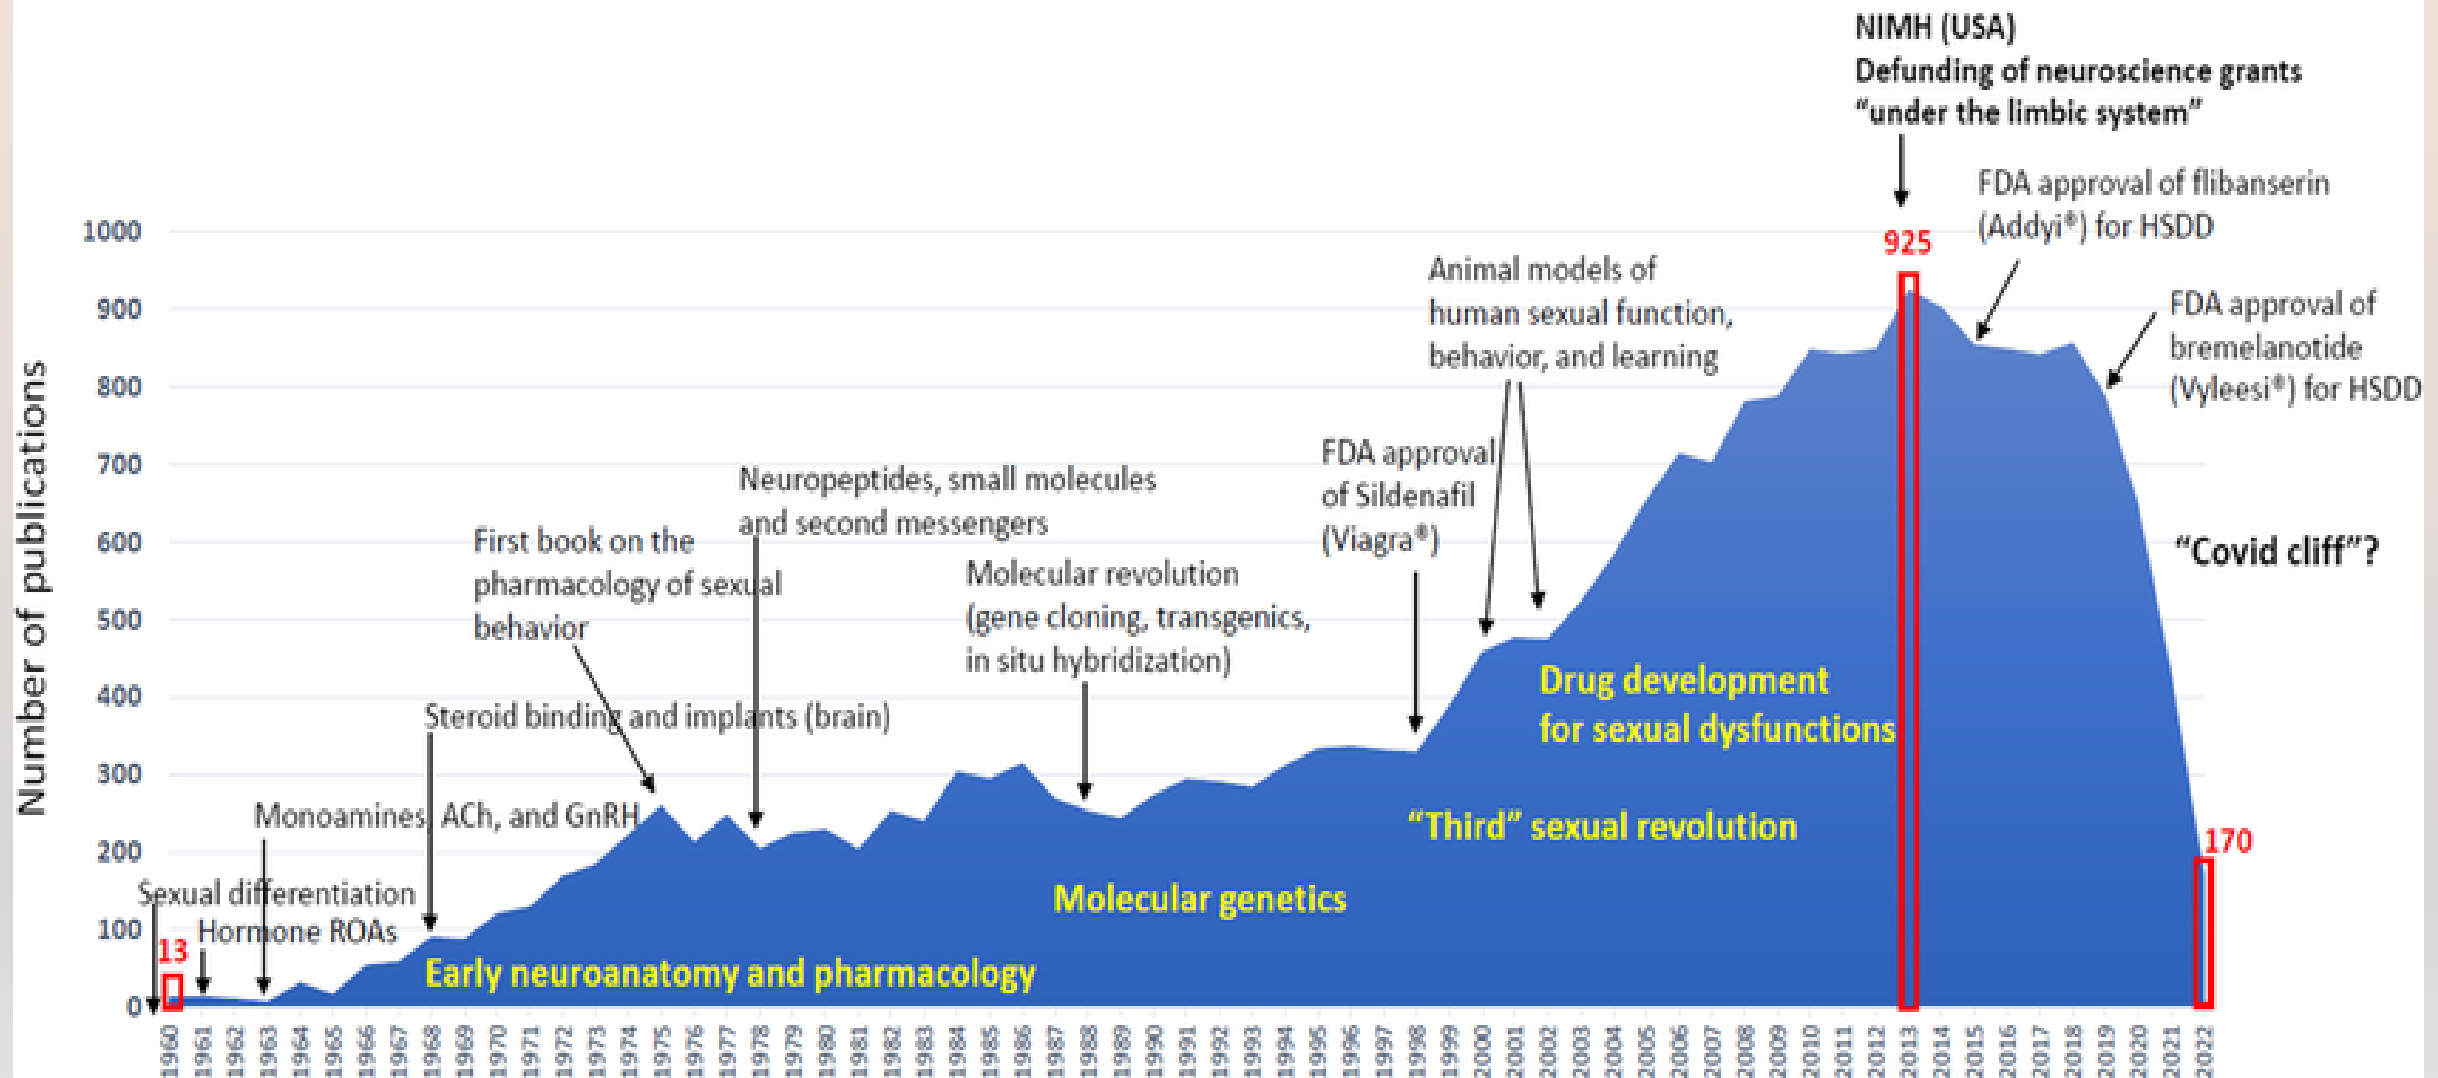 NIMH (USA)
Defunding of neuroscience grants
“under the limbic system”
FDA approval of flibanserin
(Addyi®) for HSDD
925
FDA approval of
bremelanotide
(Vyleesi®) for HSDD
Animal models of
human sexual function,
behavior, and learning
FDA approval
of Sildenafil
(Viagra®)
Neuropeptides, small molecules
and second messengers
First book on the
pharmacology of sexual
behavior
Molecular revolution
(gene cloning, transgenics,
in situ hybridization)
“Covid cliff”?
Steroid binding and implants (brain)
Monoamines, ACh, and GnRH
Sexual differentiation
Hormone ROAs
13
170
Drug development
for sexual dysfunctions
“Third” sexual revolution
Molecular genetics
Early neuroanatomy and pharmacology
Number of publications
1000
900
800
700
600
500
400
300
200
100
0
1960
1961
1962
1963
1964
1965
1966
1967
1968
1969
1970
1971
1972
1973
1974
1975
1976
1977
1978
1979
1980
1981
1982
1983
1984
1985
1986
1987
1988
1989
1990
1991
1992
1993
1994
1995
1996
1997
1998
1999
2000
2001
2002
2003
2004
2005
2006
2007
2008
2009
2010
2011
2012
2013
2014
2015
2016
2017
2018
2019
2020
2021
2022